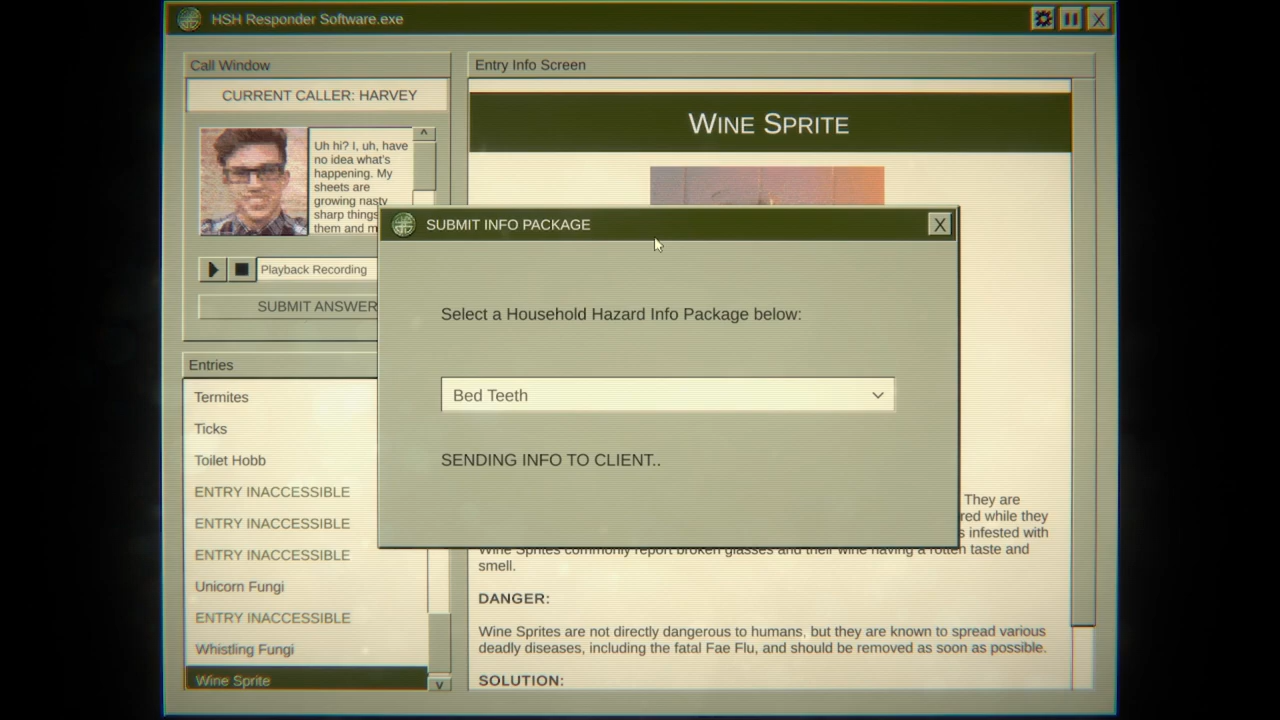 HSH Responder Software.exe
X
Call Window
CURRENT CALLER: HARVEY
Uh hi? I, uh, have
no idea what's
happening. My
sheets are
growing nasty
sharp things
them and m
Playback Recording
SUBMIT ANSWER
Entries
Termites
Ticks
Toilet Hobb
ENTRY INACCESSIBLE
ENTRY INACCESSIBLE
ENTRY INACCESSIBLE
Unicorn Fungi
ENTRY INACCESSIBLE
Whistling Fungi
Wine Sprite
Entry Info Screen
WINE SPRITE
SUBMIT INFO PACKAGE
X
Select a Household Hazard Info Package below:
Bed Teeth
SENDING INFO TO CLIENT..
They are
red while they
s infested with
Wine Sprites commonly report broken glasses and their wine having a rotten taste and
smell.
DANGER:
Wine Sprites are not directly dangerous to humans, but they are known to spread various
deadly diseases, including the fatal Fae Flu, and should be removed as soon as possible.
SOLUTION: